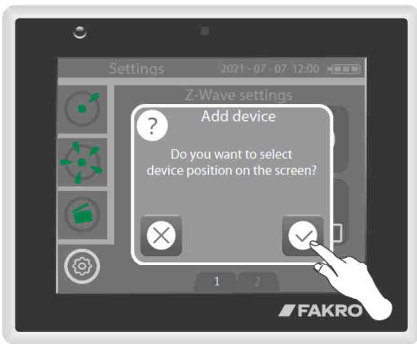 Settings 2021-07-07 12:00
Z-Wave settings
Add device
?
Do you want to select
device position on the screen?
1 2
FAKRO